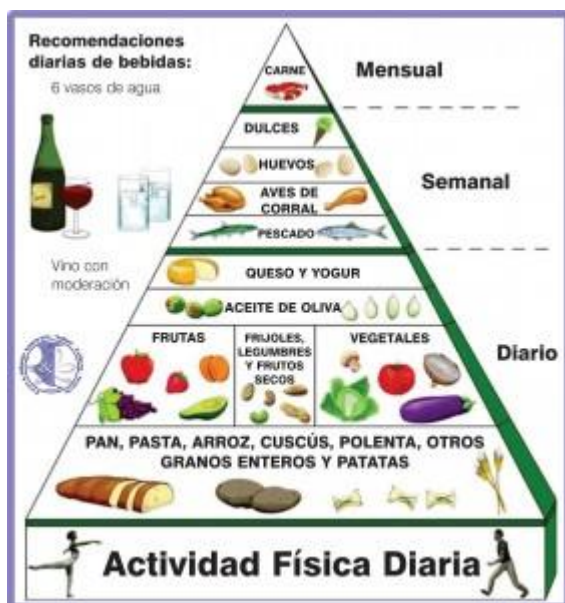 Recomendaciones
diarias de bebidas:
6 vasos de agua
Vino con
moderación
CARNE
Mensual
DULCES
HUEVOS
AVES DE
CORRAL
PESCADO
Semanal
QUESO Y YOGUR
ACEITE DE OLIVA
FRUTAS
FRIJOLES,
LEGUMBRES
Y FRUTOS
SECOS
VEGETALES
Diario
PAN, PASTA, ARROZ, CUSCÚS, POLENTA, OTROS
GRANOS ENTEROS Y PATATAS
Actividad Física Diaria